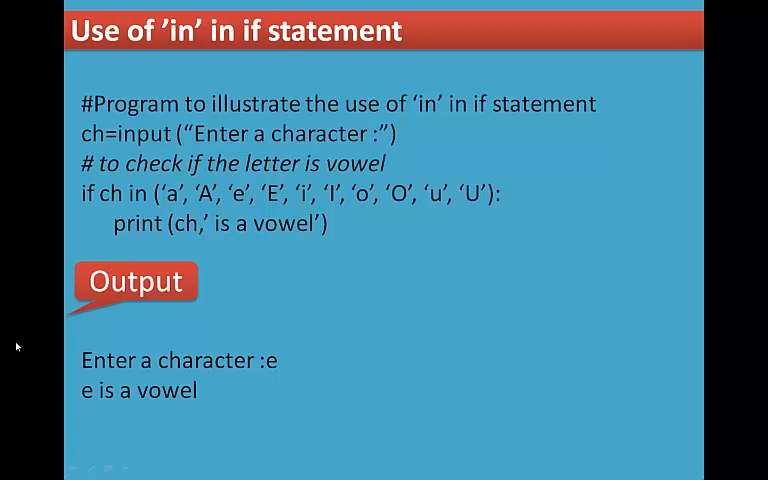 Use of ’in’ in if statement
#Program to illustrate the use of ‘in’ in if statement
ch=input (“Enter a character :”)
# to check if the letter is vowel
if ch in (‘a’, ‘A’, ‘e’, ‘E’, ‘i’, ‘I’, ‘o’, ‘O’, ‘u’, ‘U’):
print (ch,’ is a vowel’)
Output
Enter a character :e
e is a vowel